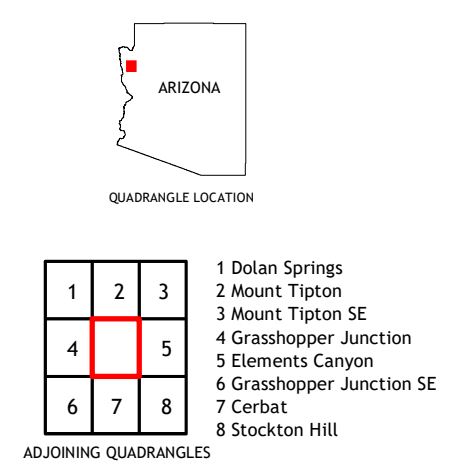 ARIZONA
QUADRANGLE LOCATION
1 2 3
4 5
6 7 8
ADJOINING QUADRANGLES
1 Dolan Springs
2 Mount Tipton
3 Mount Tipton SE
4 Grasshopper Junction
5 Elements Canyon
6 Grasshopper Junction SE
7 Cerbat
8 Stockton Hill